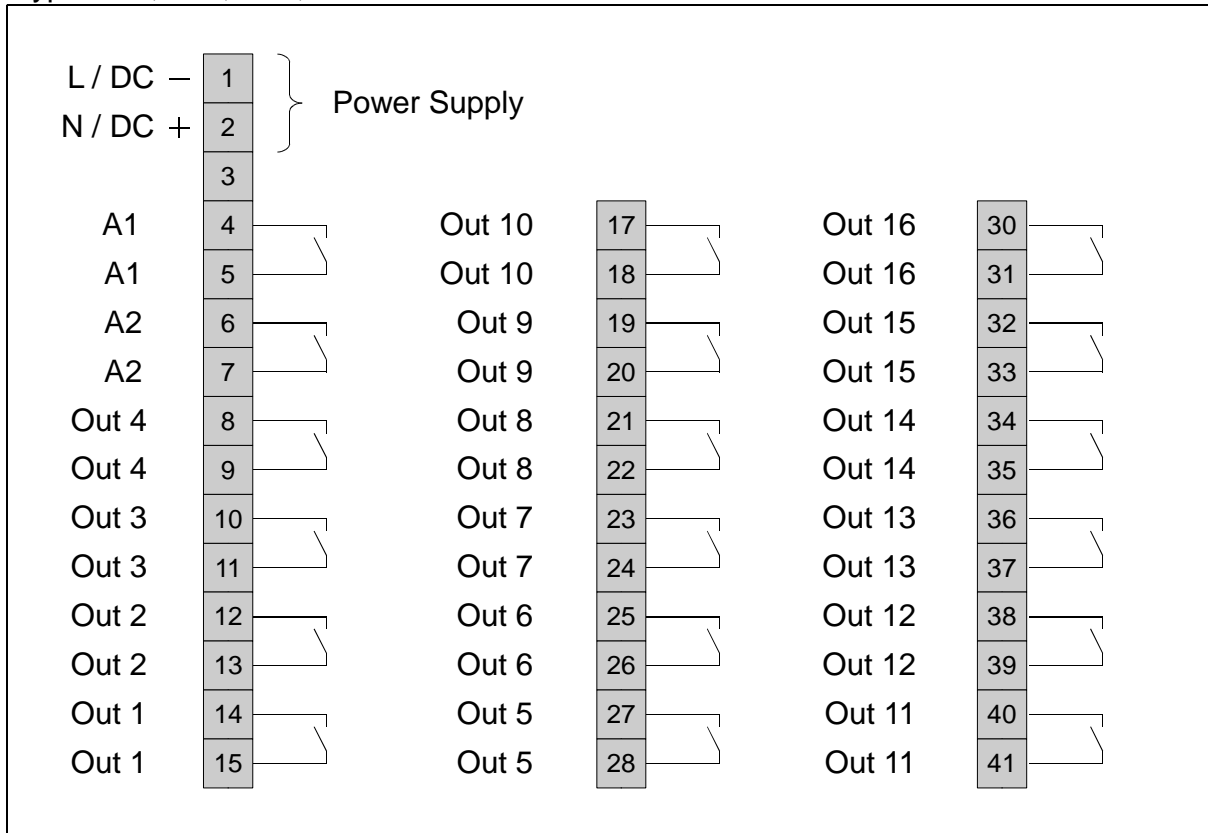 L / DC − 1
N / DC + 2
Power Supply
3
A1 4
A1 5
A2 6
A2 7
Out 4 8
Out 4 9
Out 3 10
Out 3 11
Out 2 12
Out 2 13
Out 1 14
Out 1 15
Out 10 17
Out 10 18
Out 9 19
Out 9 20
Out 8 21
Out 8 22
Out 7 23
Out 7 24
Out 6 25
Out 6 26
Out 5 27
Out 5 28
Out 16 30
Out 16 31
Out 15 32
Out 15 33
Out 14 34
Out 14 35
Out 13 36
Out 13 37
Out 12 38
Out 12 39
Out 11 40
Out 11 41